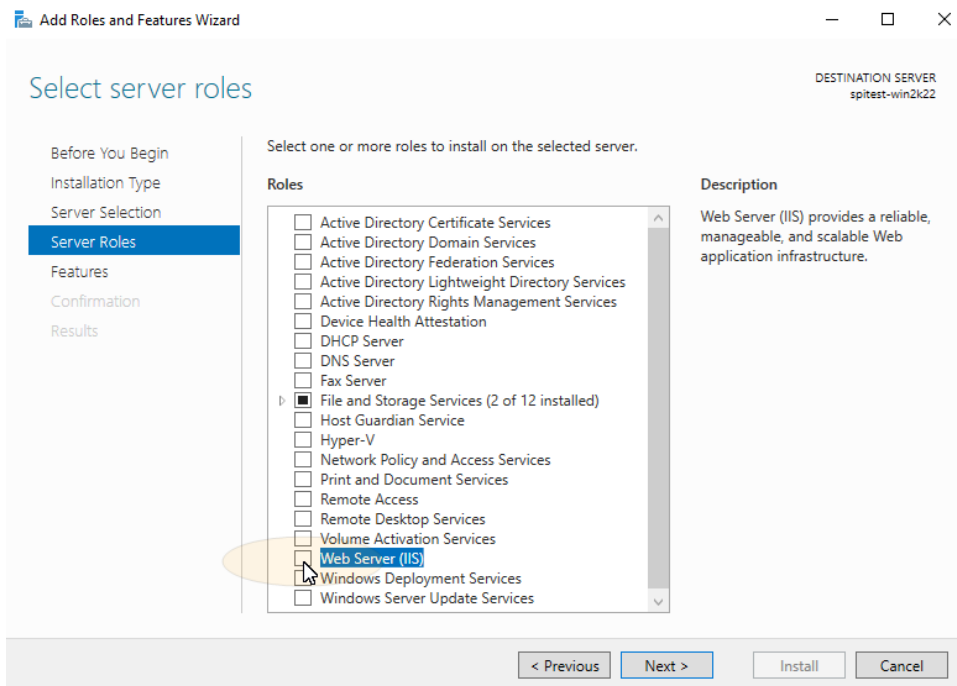 Add Roles and Features Wizard
Select server roles
DESTINATION SERVER
spitest-win2k22
Before You Begin
Installation Type
Server Selection
Server Roles
Features
Confirmation
Results
Select one or more roles to install on the selected server.
Roles
Active Directory Certificate Services
Active Directory Domain Services
Active Directory Federation Services
Active Directory Lightweight Directory Services
Active Directory Rights Management Services
Device Health Attestation
DHCP Server
DNS Server
Fax Server
File and Storage Services (2 of 12 installed)
Host Guardian Service
Hyper-V
Network Policy and Access Services
Print and Document Services
Remote Access
Remote Desktop Services
Volume Activation Services
Web Server (IIS)
Windows Deployment Services
Windows Server Update Services
Description
Web Server (IIS) provides a reliable,
manageable, and scalable Web
application infrastructure.
< Previous
Next >
Install
Cancel